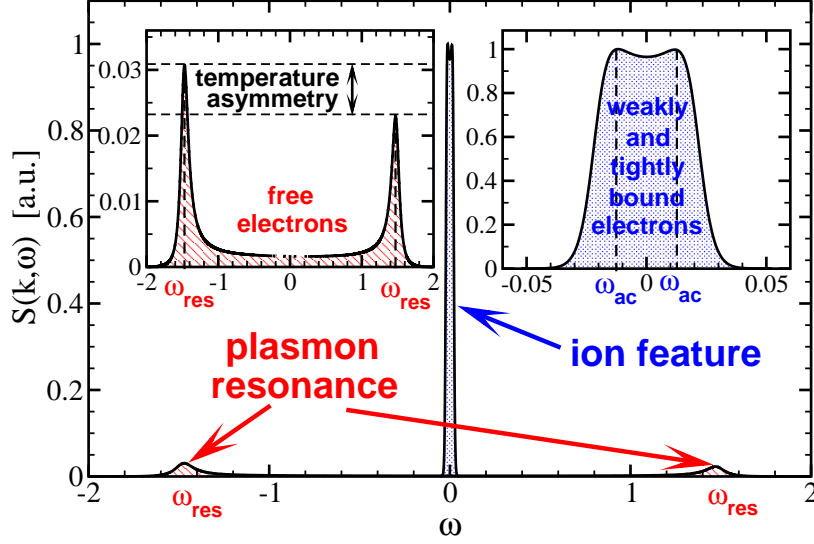 S(k,ω) [a.u.]
1
0.8
0.6
0.4
0.2
0
-2
-1
0
1
2
ω
ω_res
ω_res
plasmon
resonance
ion feature
0.03
0.02
0.01
0
-2
-1
0
1
2
ω_res
ω_res
temperature
asymmetry
free
electrons
1
0.8
0.6
0.4
0.2
0
-0.05
0
0.05
ω_ac
ω_ac
weakly
and
tightly
bound
electrons